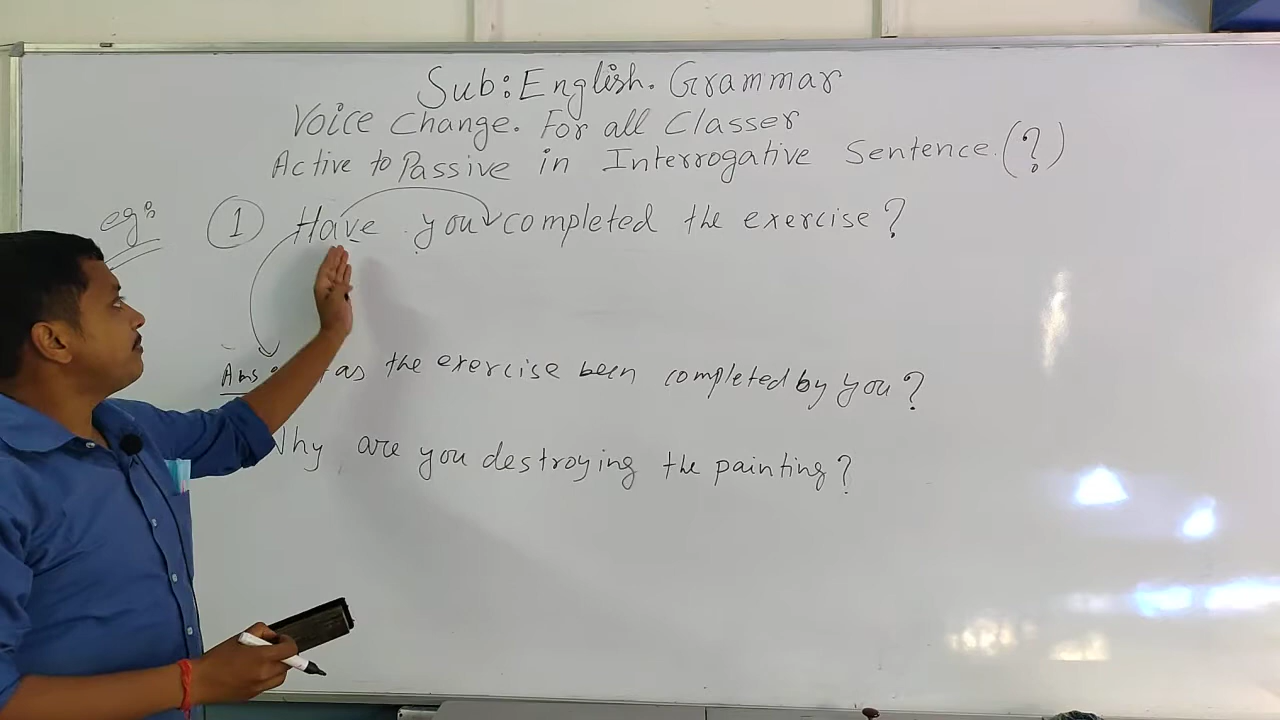 Sub: English. Grammar
Voice Change. For all Classer
Active to Passive in Interrogative Sentence. (?)
eg:
1 Have you completed the exercise?
Ans as the exercise been completed by you?
hy are you destroying the painting?